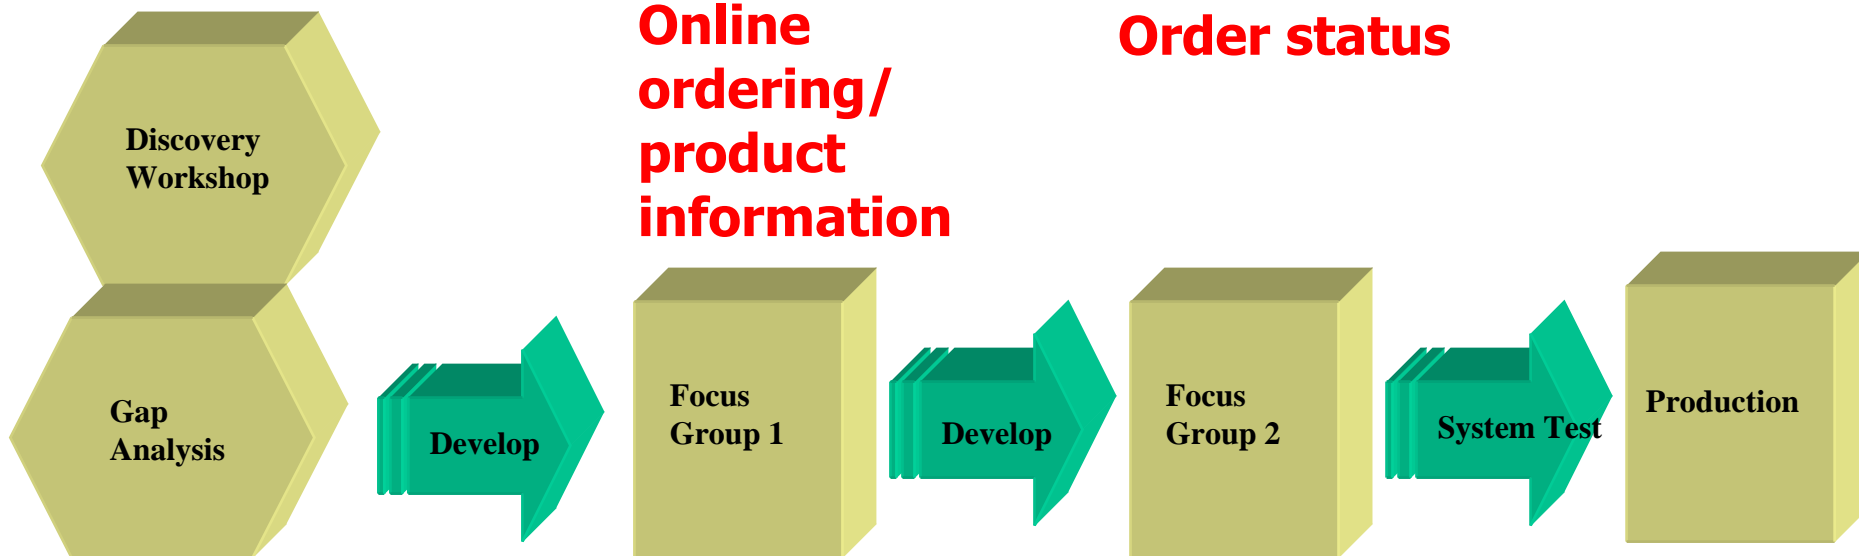 Online
ordering/
product
information
Order status
Discovery
Workshop
Gap
Analysis
Develop
Focus
Group 1
Develop
Focus
Group 2
System Test
Production